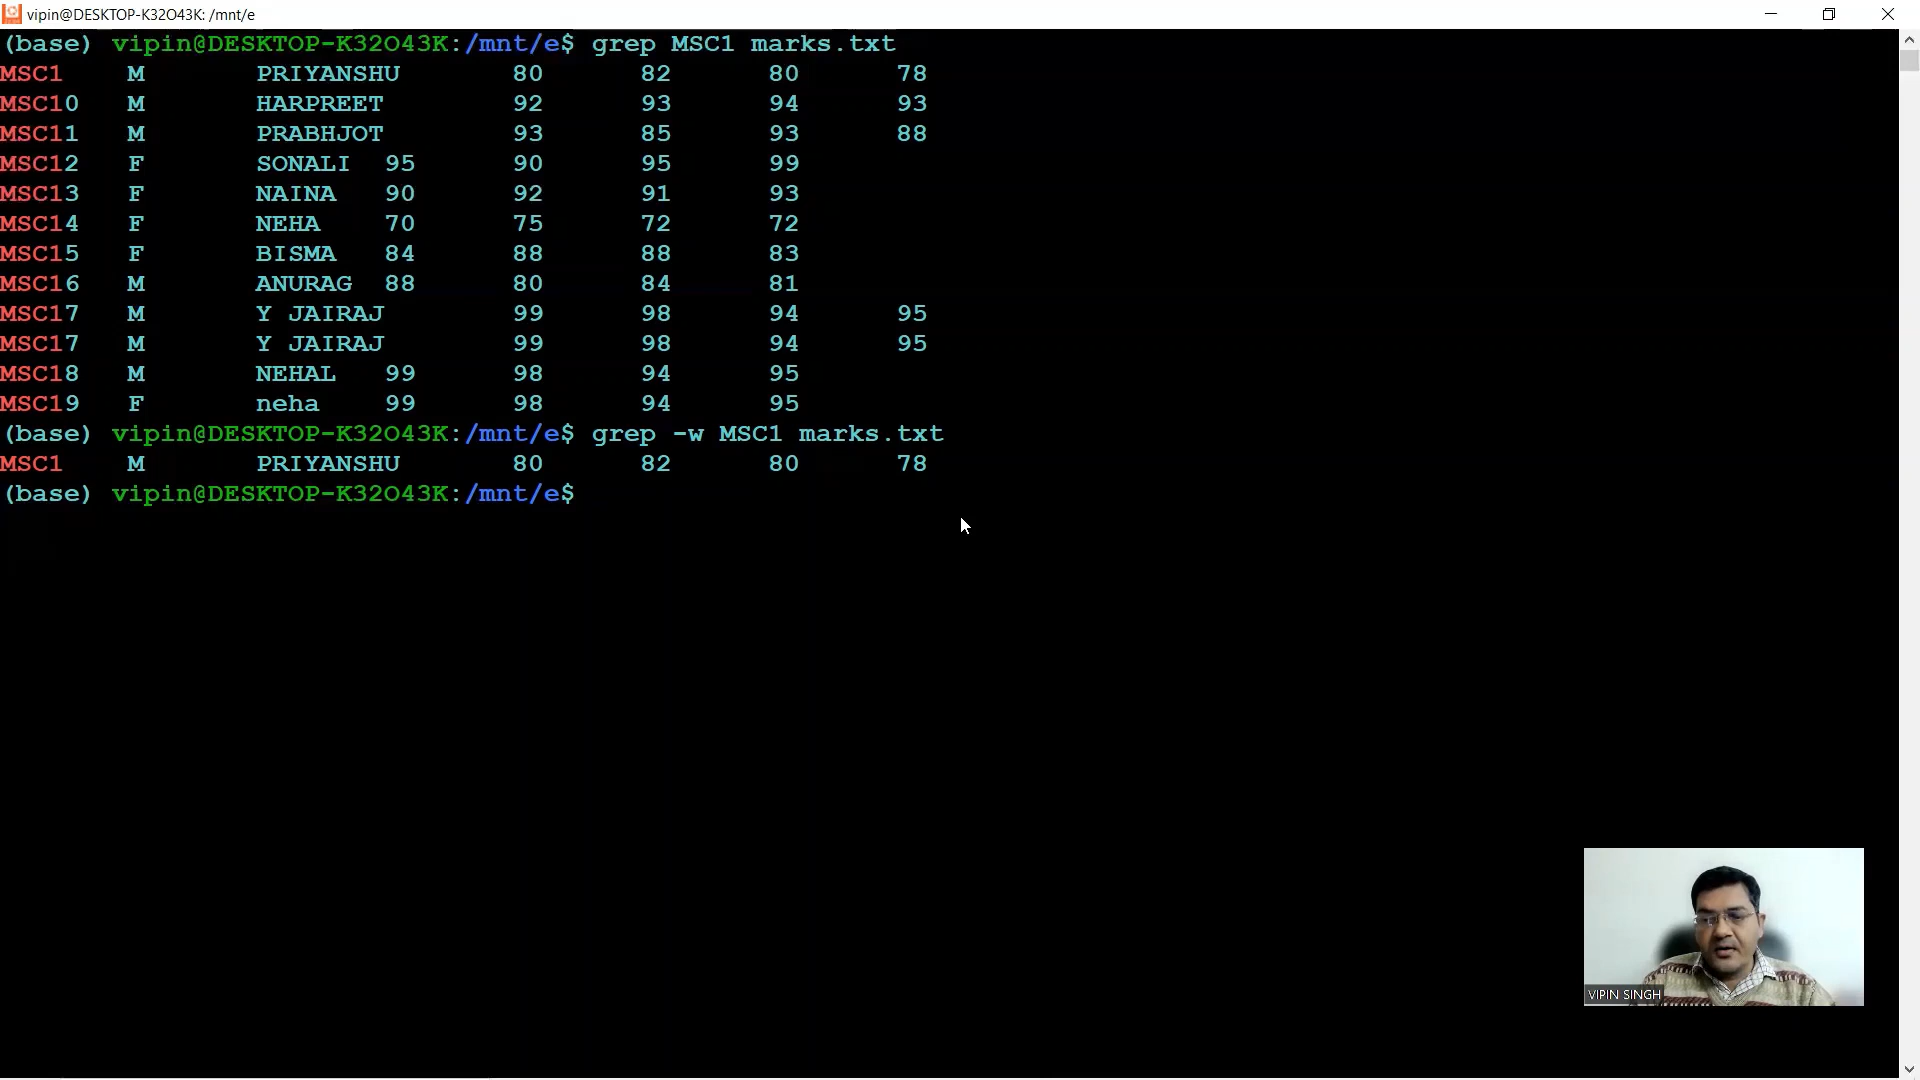 vipin@DESKTOP-K32O43K: /mnt/e
(base) vipin@DESKTOP-K32O43K:/mnt/e$ grep MSC1 marks.txt
MSC1 M PRIYANSHU 80 82 80 78
MSC10 M HARPREET 92 93 94 93
MSC11 M PRABHJOT 93 85 93 88
MSC12 F SONALI 95 90 95 99
MSC13 F NAINA 90 92 91 93
MSC14 F NEHA 70 75 72 72
MSC15 F BISMA 84 88 88 83
MSC16 M ANURAG 88 80 84 81
MSC17 M Y JAIRAJ 99 98 94 95
MSC17 M Y JAIRAJ 99 98 94 95
MSC18 M NEHAL 99 98 94 95
MSC19 F neha 99 98 94 95
(base) vipin@DESKTOP-K32O43K:/mnt/e$ grep -w MSC1 marks.txt
MSC1 M PRIYANSHU 80 82 80 78
(base) vipin@DESKTOP-K32O43K:/mnt/e$
VIPIN SINGH